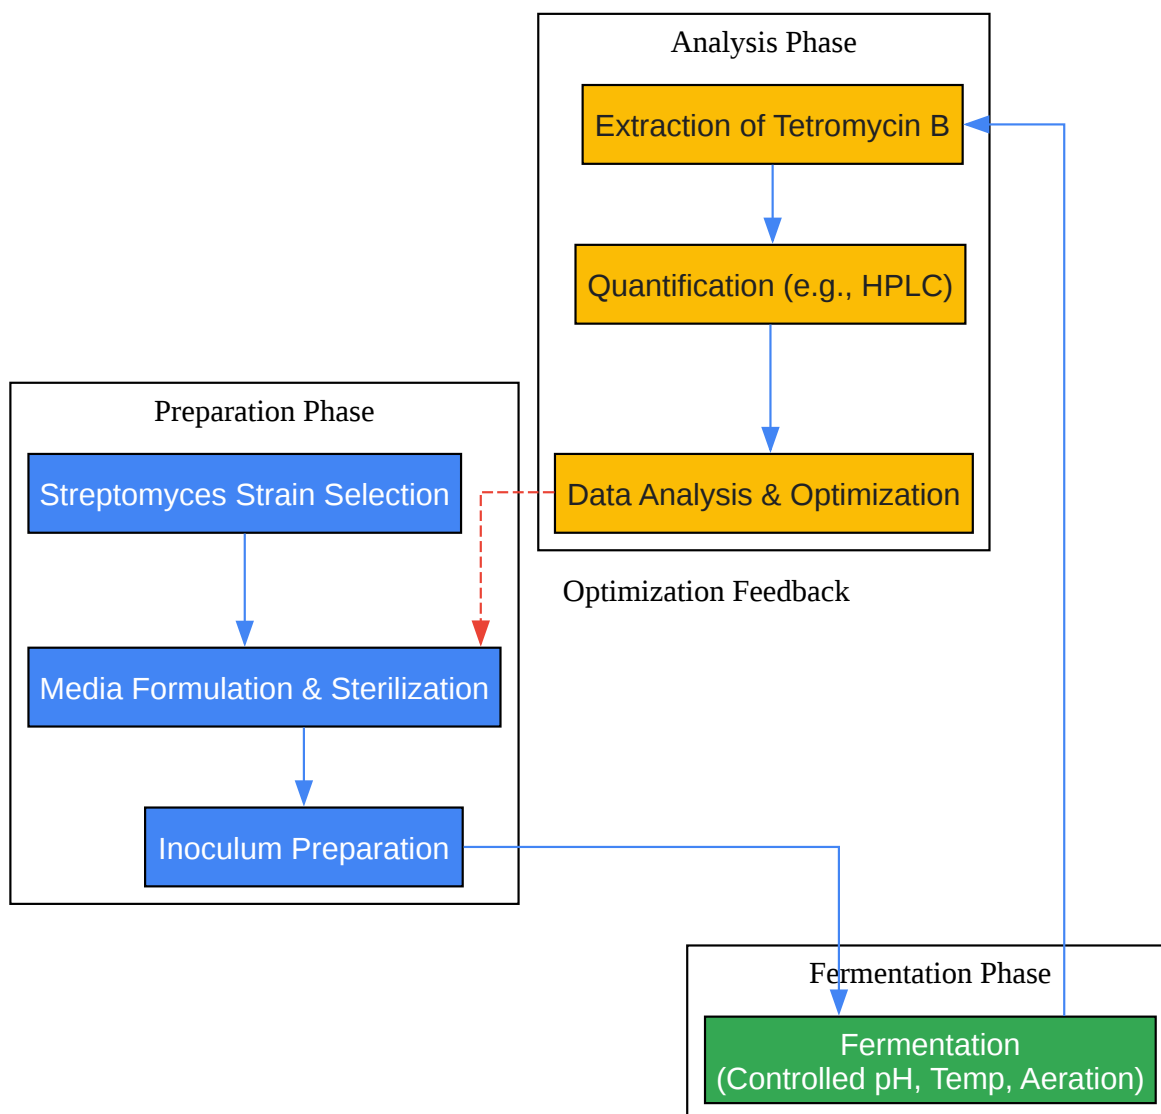 Analysis Phase
Extraction of Tetromycin B
Quantification (e.g., HPLC)
Data Analysis & Optimization
Optimization Feedback
Preparation Phase
Streptomyces Strain Selection
Media Formulation & Sterilization
Inoculum Preparation
Fermentation Phase
Fermentation
(Controlled pH, Temp, Aeration)